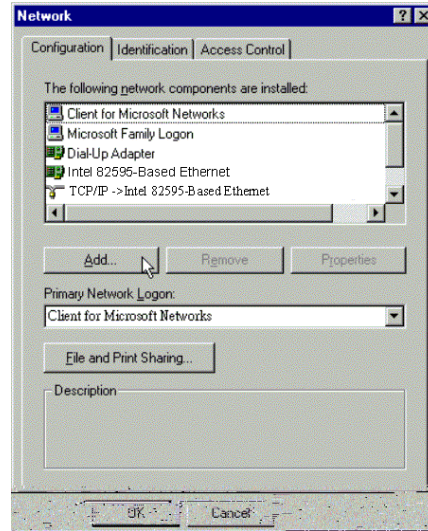 Network
Configuration Identification Access Control
The following network components are installed:
Client for Microsoft Networks
Microsoft Family Logon
Dial-Up Adapter
Intel 82595-Based Ethernet
TCP/IP ->Intel 82595-Based Ethernet
Add... Remove Properties
Primary Network Logon:
Client for Microsoft Networks
File and Print Sharing...
Description
OK Cancel